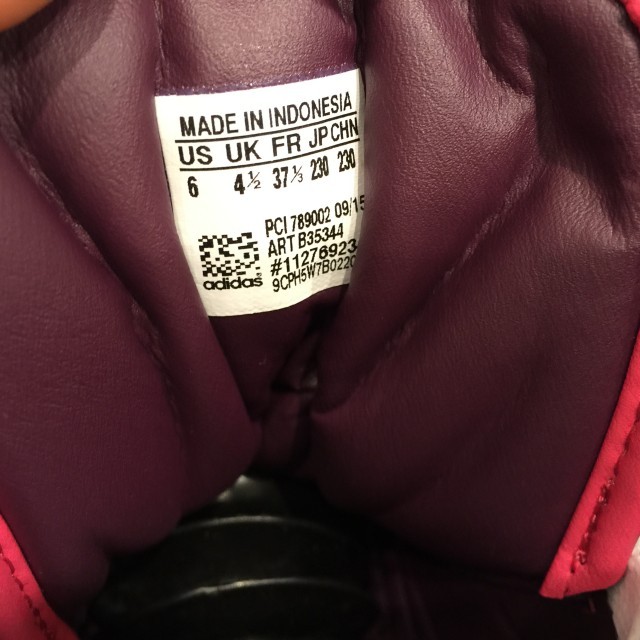 MADE IN INDONESIA
US UK FR JP CHN
6 4½ 37⅓ 230 230
PCI 789002 09/15
ART B35344
#11276923
9CPH5W7B0220
adidas